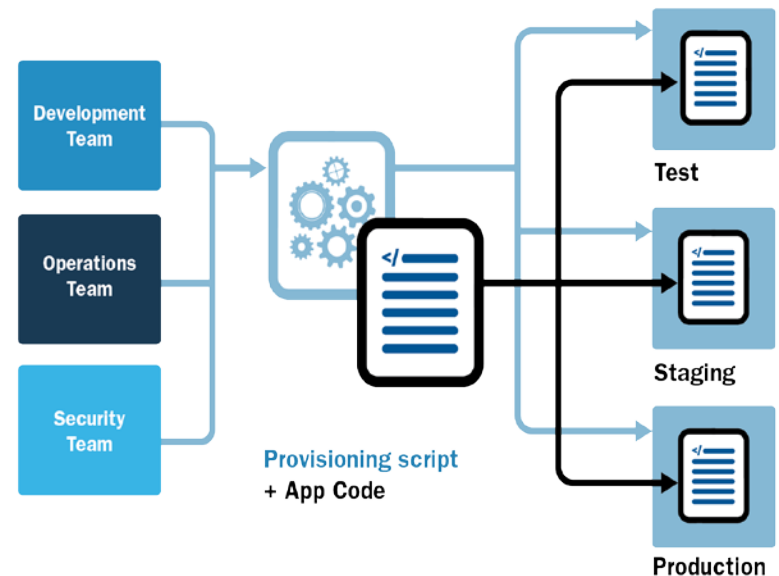 Development
Team
Operations
Team
Security
Team
</
Provisioning script
+ App Code
</
Test
</
Staging
</
Production